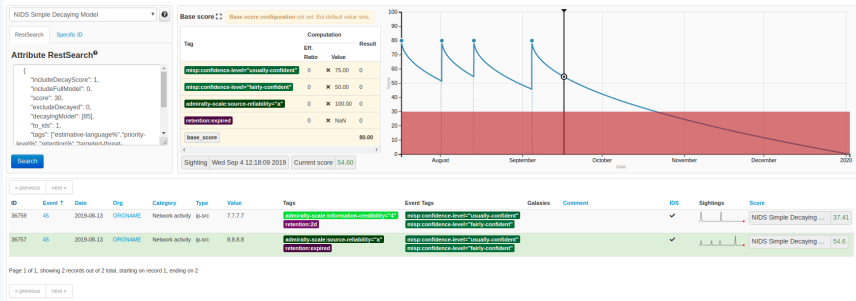 NIDS Simple Decaying Model
RestSearch
Specific ID
Attribute RestSearch
{
"includeDecayScore": 1,
"includeFullModel": 0,
"score": 30,
"excludeDecayed": 0,
"decayingModel": [85],
"to_ids": 1,
"tags": ["estimative-language%","priority-
level%","retention%","targeted-threat-
Search
Base score
Base score configuration not set. But default value sets.
Tag
Computation
Result
Eff.
Ratio
Value
misp:confidence-level="usually-confident" 0 × 75.00 0
misp:confidence-level="fairly-confident" 0 × 50.00 0
admiralty-scale:source-reliability="a" 0 × 100.00 0
retention:expired 0 × NaN 0
base_score 80.00
Sighting Wed Sep 4 12:18:09 2019 Current score 54.60
100
90
80
70
60
50
40
30
20
10
0
Score
August September October November December 2020
Date
« previous next »
ID Event ↑ Date Org Category Type Value Tags Event Tags Galaxies Comment IDS Sightings Score
36759 45 2019-08-13 ORGNAME Network activity ip-src 7.7.7.7 admiralty-scale:information-credibility="4" misp:confidence-level="usually-confident" ✔ NIDS Simple Decaying ... 37.41
retention:2d misp:confidence-level="fairly-confident"
36757 45 2019-08-13 ORGNAME Network activity ip-src 8.8.8.8 admiralty-scale:source-reliability="a" misp:confidence-level="usually-confident" ✔ NIDS Simple Decaying ... 54.6
retention:expired misp:confidence-level="fairly-confident"
Page 1 of 1, showing 2 records out of 2 total, starting on record 1, ending on 2
« previous next »